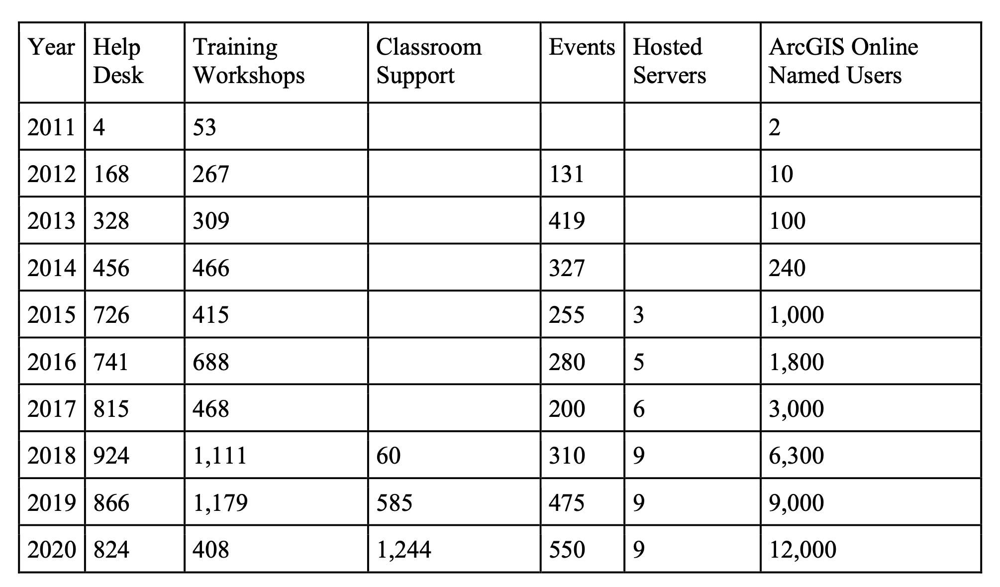 Year Help Desk Training Workshops Classroom Support Events Hosted Servers ArcGIS Online Named Users
2011 4 53 2
2012 168 267 131 10
2013 328 309 419 100
2014 456 466 327 240
2015 726 415 255 3 1,000
2016 741 688 280 5 1,800
2017 815 468 200 6 3,000
2018 924 1,111 60 310 9 6,300
2019 866 1,179 585 475 9 9,000
2020 824 408 1,244 550 9 12,000